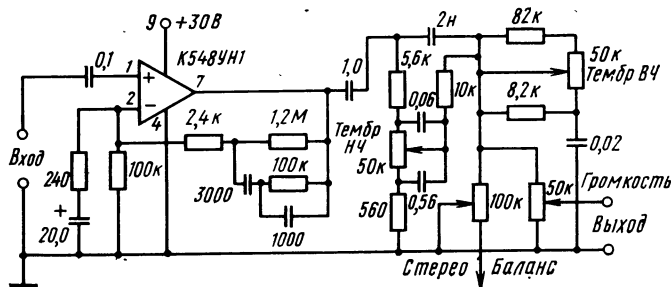 9 +30В
К548УН1
0,1
1
+
7
2
−
4
Вход
240
+
20,0
100к
2,4к
1,2М
3000
100к
1000
1,0
2н
5,6к
0,06
10к
Тембр
НЧ
50к
0,56
560
82к
50к
Тембр ВЧ
8,2к
0,02
100к
50к
Громкость
Выход
Стерео Баланс